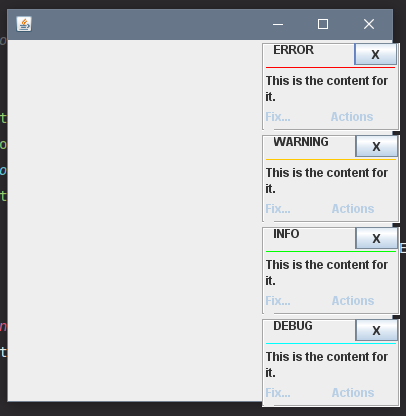 ERROR X
This is the content for
it.
Fix... Actions
WARNING X
This is the content for
it.
Fix... Actions
INFO X
This is the content for
it.
Fix... Actions
DEBUG X
This is the content for
it.
Fix... Actions